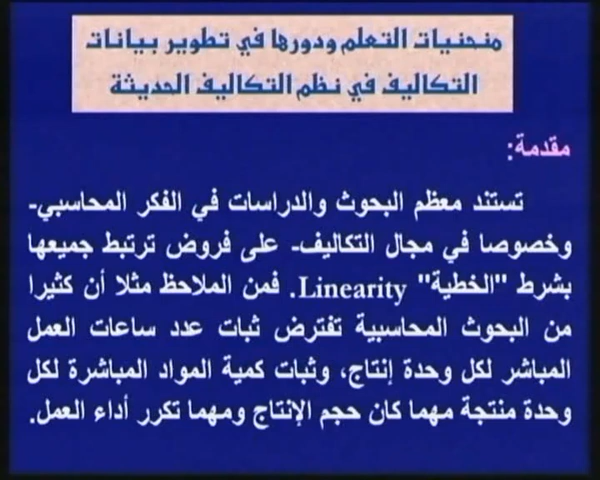 منحنيات التعلم ودورها في تطوير بيانات
التكاليف في نظم التكاليف الحديثة
مقدمة:
تستند معظم البحوث والدراسات في الفكر المحاسبي-
وخصوصا في مجال التكاليف- على فروض ترتبط جميعها
بشرط "الخطية" Linearity. فمن الملاحظ مثلا أن كثيرا
من البحوث المحاسبية تفترض ثبات عدد ساعات العمل
المباشر لكل وحدة إنتاج، وثبات كمية المواد المباشرة لكل
وحدة منتجة مهما كان حجم الإنتاج ومهما تكرر أداء العمل.